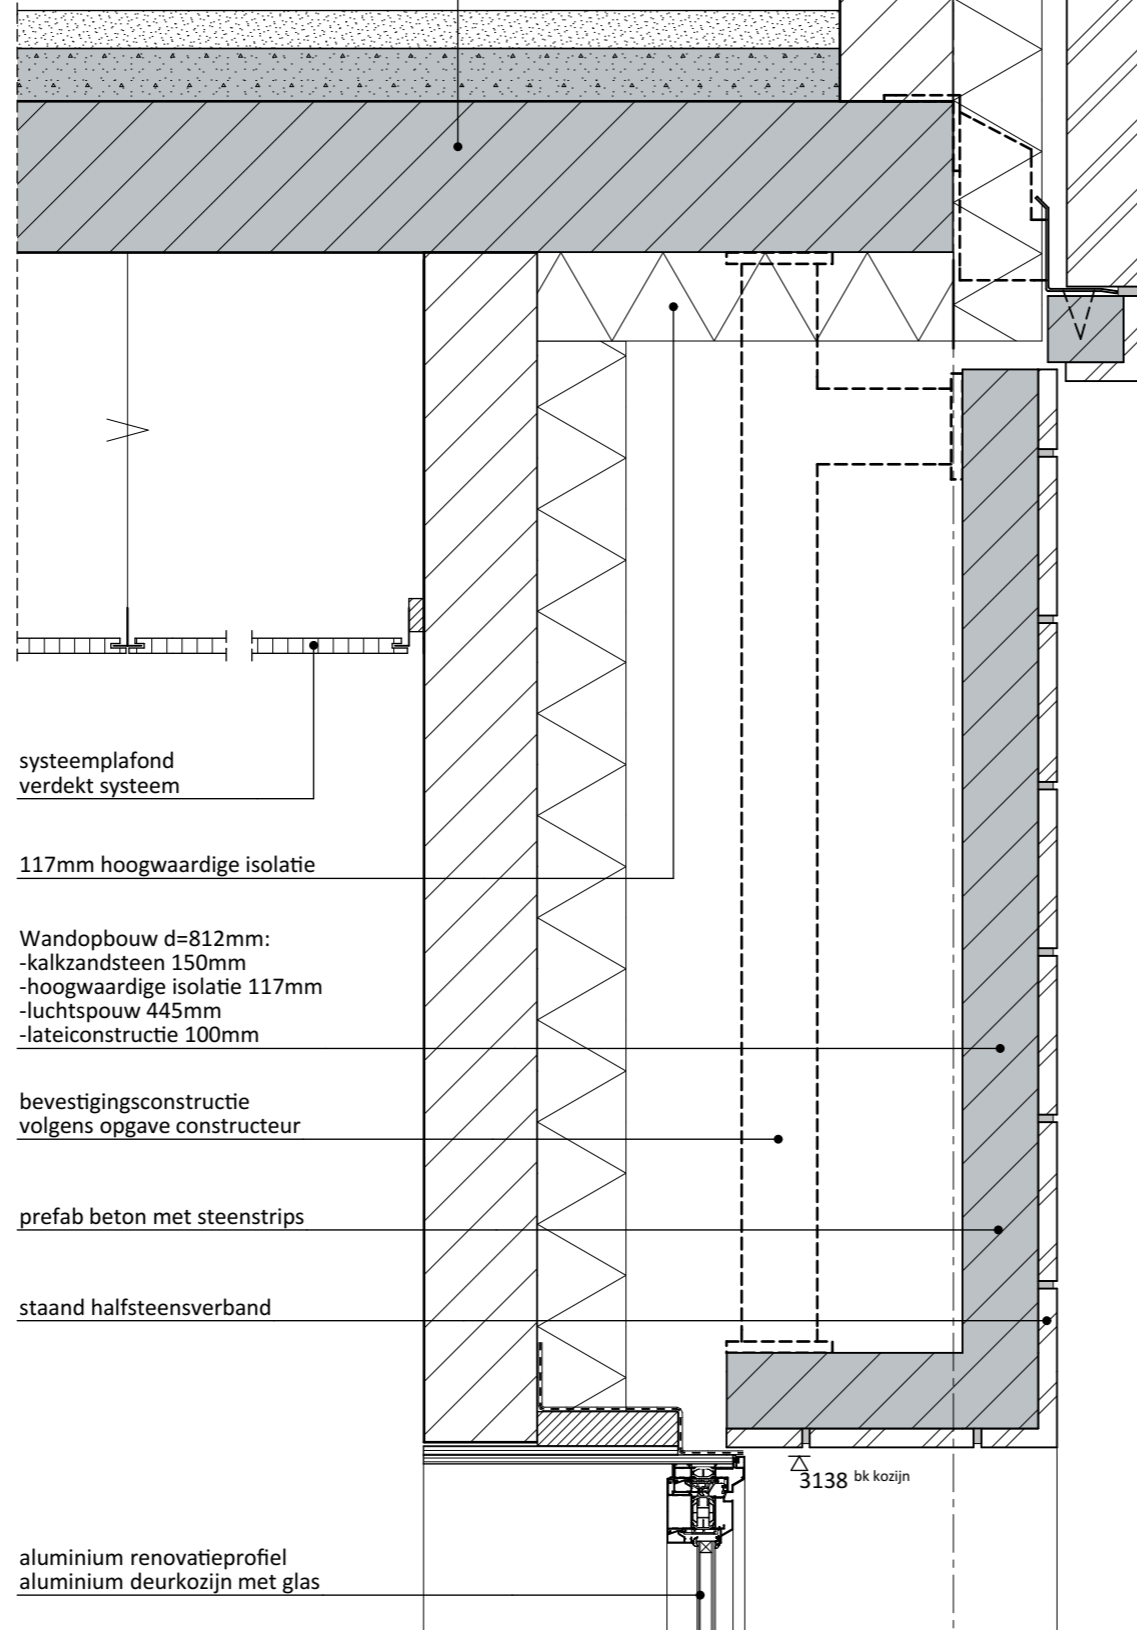 systeemplafond
verdekt systeem
117mm hoogwaardige isolatie
Wandopbouw d=812mm:
-kalkzandsteen 150mm
-hoogwaardige isolatie 117mm
-luchtspouw 445mm
-lateiconstructie 100mm
bevestigingsconstructie
volgens opgave constructeur
prefab beton met steenstrips
staand halfsteensverband
3138 bk kozijn
aluminium renovatieprofiel
aluminium deurkozijn met glas